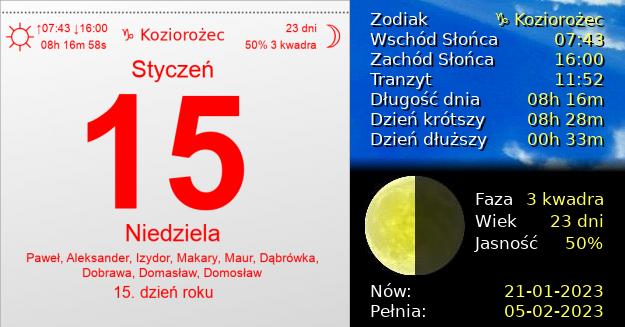 ↑07:43 ↓16:00
08h 16m 58s
♑ Koziorożec
23 dni
50% 3 kwadra
Styczeń
15
Niedziela
Paweł, Aleksander, Izydor, Makary, Maur, Dąbrówka,
Dobrawa, Domasław, Domosław
15. dzień roku
Zodiak ♑ Koziorożec
Wschód Słońca 07:43
Zachód Słońca 16:00
Tranzyt 11:52
Długość dnia 08h 16m
Dzień krótszy 08h 28m
Dzień dłuższy 00h 33m
Faza 3 kwadra
Wiek 23 dni
Jasność 50%
Nów: 21-01-2023
Pełnia: 05-02-2023